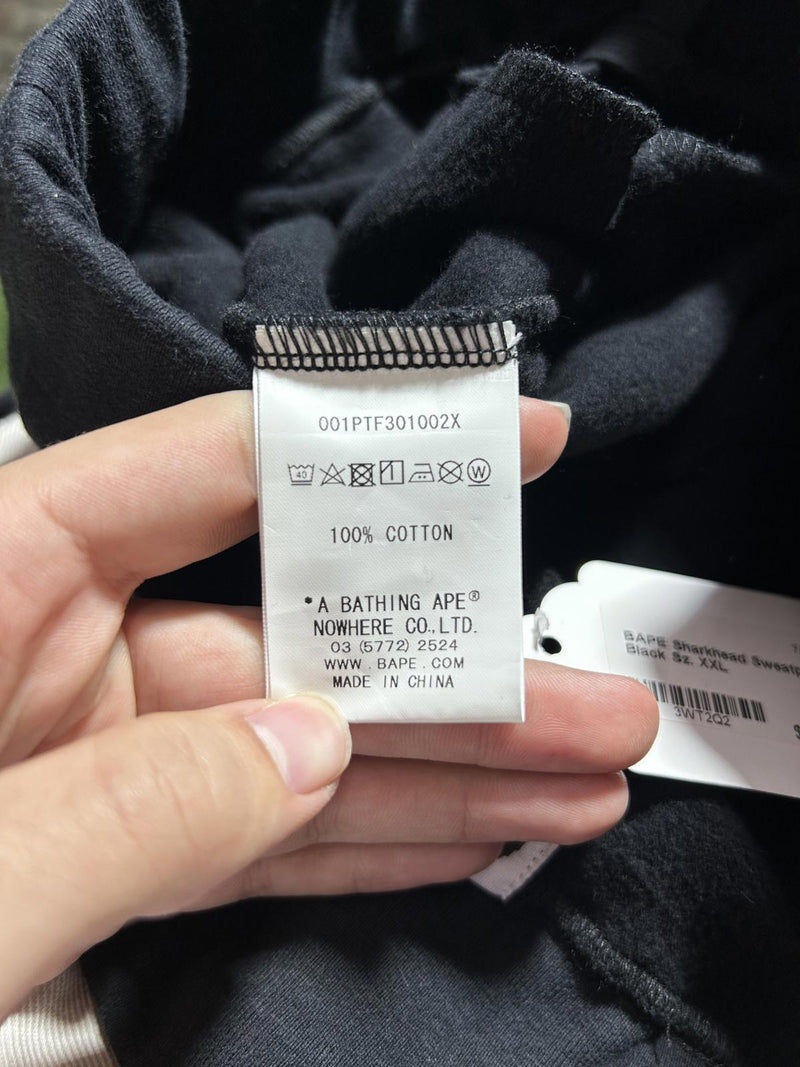 001PTF301002X
40 W
100% COTTON
*A BATHING APE®
NOWHERE CO.,LTD.
03 (5772) 2524
WWW.BAPE.COM
MADE IN CHINA
BAPE Sharkhead
Black Sz. XXL
3WT2Q2
$